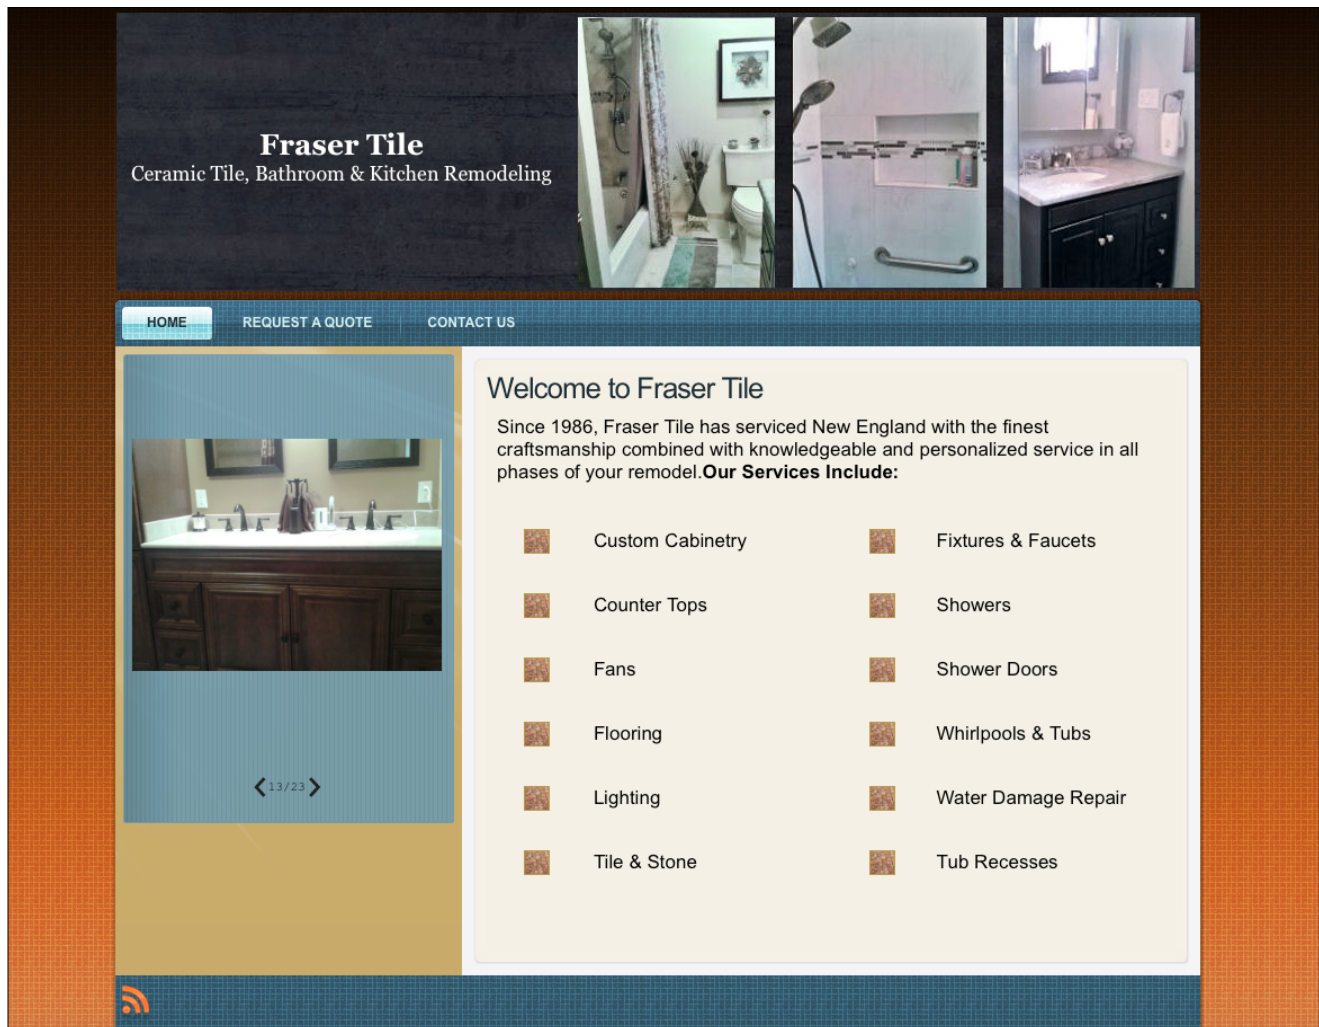 Fraser Tile
Ceramic Tile, Bathroom & Kitchen Remodeling
HOME
REQUEST A QUOTE
CONTACT US
13/23
Welcome to Fraser Tile
Since 1986, Fraser Tile has serviced New England with the finest
craftsmanship combined with knowledgeable and personalized service in all
phases of your remodel.Our Services Include:
Custom Cabinetry
Fixtures & Faucets
Counter Tops
Showers
Fans
Shower Doors
Flooring
Whirlpools & Tubs
Lighting
Water Damage Repair
Tile & Stone
Tub Recesses